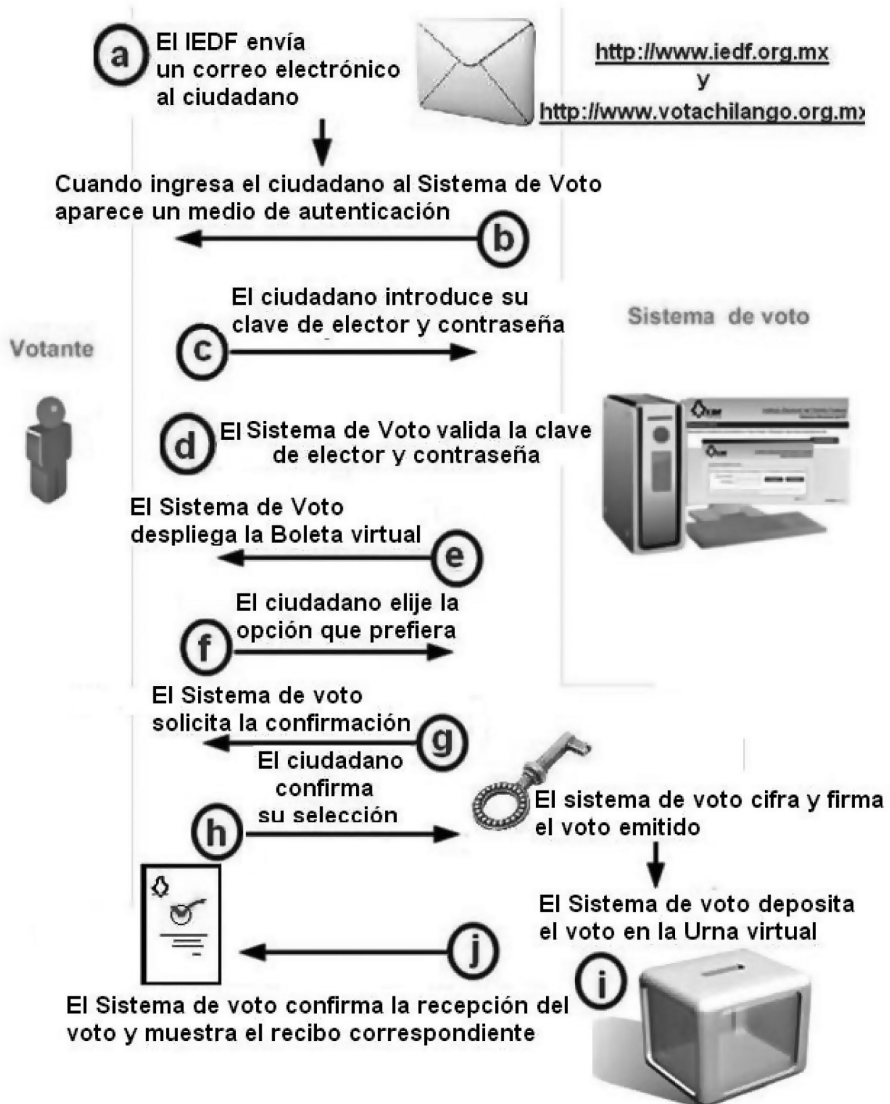 a
El IEDF envía
un correo electrónico
al ciudadano
http://www.iedf.org.mx
y
http://www.votachilango.org.mx
Cuando ingresa el ciudadano al Sistema de Voto
aparece un medio de autenticación
b
El ciudadano introduce su
clave de elector y contraseña
c
Votante
Sistema de voto
d
El Sistema de Voto valida la clave
de elector y contraseña
El Sistema de Voto
despliega la Boleta virtual
e
El ciudadano elije la
opción que prefiera
f
El Sistema de voto
solicita la confirmación
g
El ciudadano
confirma
su selección
h
El sistema de voto cifra y firma
el voto emitido
El Sistema de voto deposita
el voto en la Urna virtual
i
j
El Sistema de voto confirma la recepción del
voto y muestra el recibo correspondiente